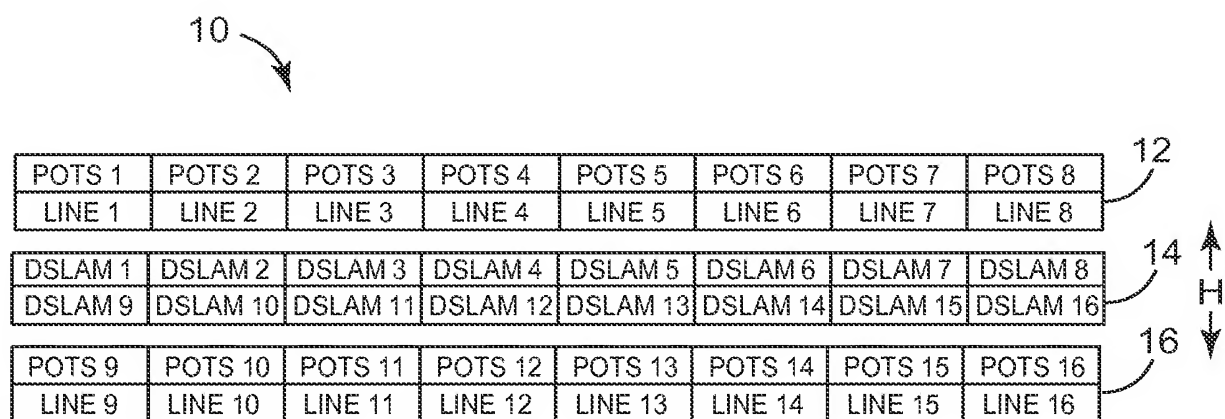 10
12
POTS 1 POTS 2 POTS 3 POTS 4 POTS 5 POTS 6 POTS 7 POTS 8
LINE 1 LINE 2 LINE 3 LINE 4 LINE 5 LINE 6 LINE 7 LINE 8
14
DSLAM 1 DSLAM 2 DSLAM 3 DSLAM 4 DSLAM 5 DSLAM 6 DSLAM 7 DSLAM 8
DSLAM 9 DSLAM 10 DSLAM 11 DSLAM 12 DSLAM 13 DSLAM 14 DSLAM 15 DSLAM 16
H
16
POTS 9 POTS 10 POTS 11 POTS 12 POTS 13 POTS 14 POTS 15 POTS 16
LINE 9 LINE 10 LINE 11 LINE 12 LINE 13 LINE 14 LINE 15 LINE 16